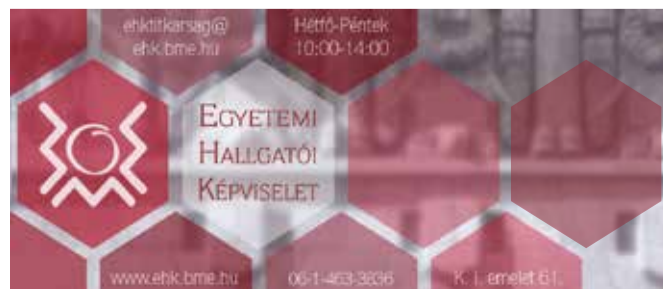 ehktitkarsag@
ehk.bme.hu
Hétfő-Péntek
10:00-14:00
EGYETEMI
HALLGATÓI
KÉPVISELET
www.ehk.bme.hu
06-1-463-3836
K. I. emelet 61.